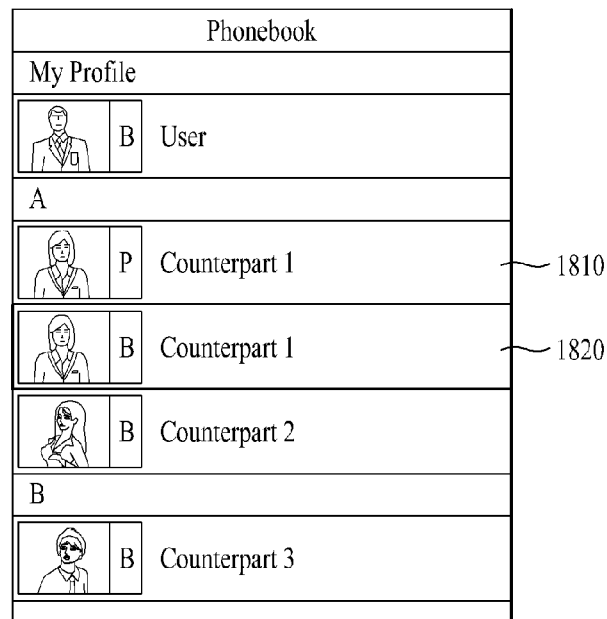 Phonebook
My Profile
B User
A
P Counterpart 1 1810
B Counterpart 1 1820
B Counterpart 2
B
B Counterpart 3